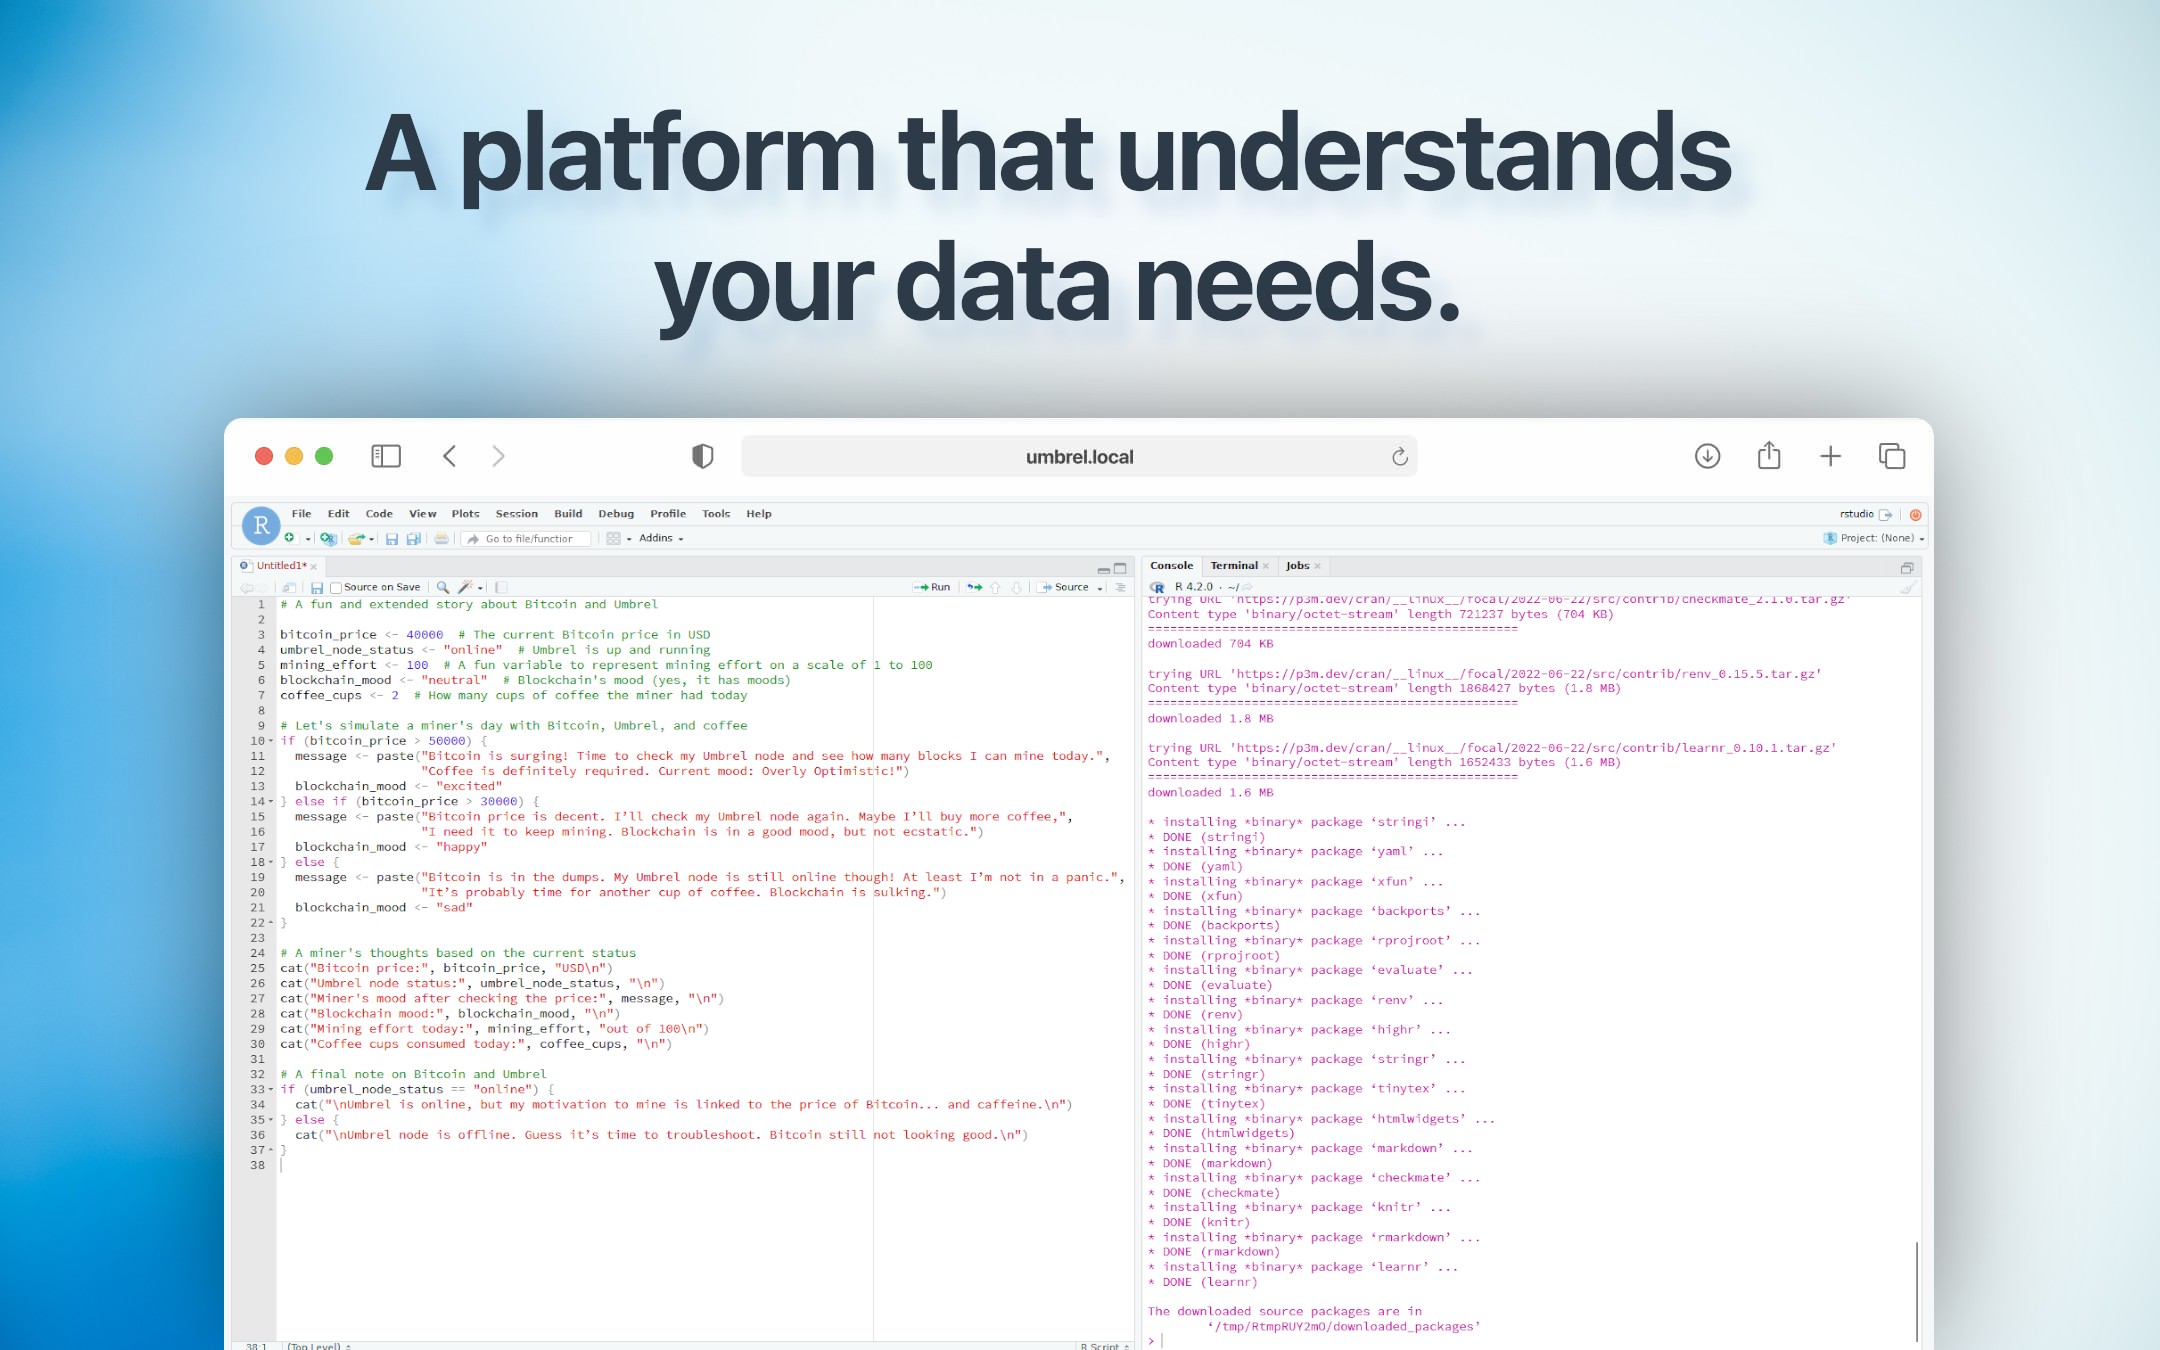 A platform that understands
your data needs.
umbrel.local
R File Edit Code View Plots Session Build Debug Profile Tools Help
rstudio
Go to file/function Addins
Project: (None)
Untitled1*
Source on Save Run Source
1 # A fun and extended story about Bitcoin and Umbrel
2
3 bitcoin_price <- 40000  # The current Bitcoin price in USD
4 umbrel_node_status <- "online"  # Umbrel is up and running
5 mining_effort <- 100  # A fun variable to represent mining effort on a scale of 1 to 100
6 blockchain_mood <- "neutral"  # Blockchain's mood (yes, it has moods)
7 coffee_cups <- 2  # How many cups of coffee the miner had today
8
9 # Let's simulate a miner's day with Bitcoin, Umbrel, and coffee
10 if (bitcoin_price > 50000) {
11   message <- paste("Bitcoin is surging! Time to check my Umbrel node and see how many blocks I can mine today.",
12                    "Coffee is definitely required. Current mood: Overly Optimistic!")
13   blockchain_mood <- "excited"
14 } else if (bitcoin_price > 30000) {
15   message <- paste("Bitcoin price is decent. I’ll check my Umbrel node again. Maybe I’ll buy more coffee,",
16                    "I need it to keep mining. Blockchain is in a good mood, but not ecstatic.")
17   blockchain_mood <- "happy"
18 } else {
19   message <- paste("Bitcoin is in the dumps. My Umbrel node is still online though! At least I’m not in a panic.",
20                    "It’s probably time for another cup of coffee. Blockchain is sulking.")
21   blockchain_mood <- "sad"
22 }
23
24 # A miner's thoughts based on the current status
25 cat("Bitcoin price:", bitcoin_price, "USD\n")
26 cat("Umbrel node status:", umbrel_node_status, "\n")
27 cat("Miner's mood after checking the price:", message, "\n")
28 cat("Blockchain mood:", blockchain_mood, "\n")
29 cat("Mining effort today:", mining_effort, "out of 100\n")
30 cat("Coffee cups consumed today:", coffee_cups, "\n")
31
32 # A final note on Bitcoin and Umbrel
33 if (umbrel_node_status == "online") {
34   cat("\nUmbrel is online, but my motivation to mine is linked to the price of Bitcoin... and caffeine.\n")
35 } else {
36   cat("\nUmbrel node is offline. Guess it’s time to troubleshoot. Bitcoin still not looking good.\n")
37 }
38
38:1 (Top Level) R Script
Console Terminal Jobs
R 4.2.0 · ~/
trying URL 'https://p3m.dev/cran/__linux__/focal/2022-06-22/src/contrib/checkmate_2.1.0.tar.gz'
Content type 'binary/octet-stream' length 721237 bytes (704 KB)
==================================================
downloaded 704 KB
trying URL 'https://p3m.dev/cran/__linux__/focal/2022-06-22/src/contrib/renv_0.15.5.tar.gz'
Content type 'binary/octet-stream' length 1868427 bytes (1.8 MB)
==================================================
downloaded 1.8 MB
trying URL 'https://p3m.dev/cran/__linux__/focal/2022-06-22/src/contrib/learnr_0.10.1.tar.gz'
Content type 'binary/octet-stream' length 1652433 bytes (1.6 MB)
==================================================
downloaded 1.6 MB
* installing *binary* package ‘stringi’ ...
* DONE (stringi)
* installing *binary* package ‘yaml’ ...
* DONE (yaml)
* installing *binary* package ‘xfun’ ...
* DONE (xfun)
* installing *binary* package ‘backports’ ...
* DONE (backports)
* installing *binary* package ‘rprojroot’ ...
* DONE (rprojroot)
* installing *binary* package ‘evaluate’ ...
* DONE (evaluate)
* installing *binary* package ‘renv’ ...
* DONE (renv)
* installing *binary* package ‘highr’ ...
* DONE (highr)
* installing *binary* package ‘stringr’ ...
* DONE (stringr)
* installing *binary* package ‘tinytex’ ...
* DONE (tinytex)
* installing *binary* package ‘htmlwidgets’ ...
* DONE (htmlwidgets)
* installing *binary* package ‘markdown’ ...
* DONE (markdown)
* installing *binary* package ‘checkmate’ ...
* DONE (checkmate)
* installing *binary* package ‘knitr’ ...
* DONE (knitr)
* installing *binary* package ‘rmarkdown’ ...
* DONE (rmarkdown)
* installing *binary* package ‘learnr’ ...
* DONE (learnr)
The downloaded source packages are in
‘/tmp/RtmpRUY2mO/downloaded_packages’
>